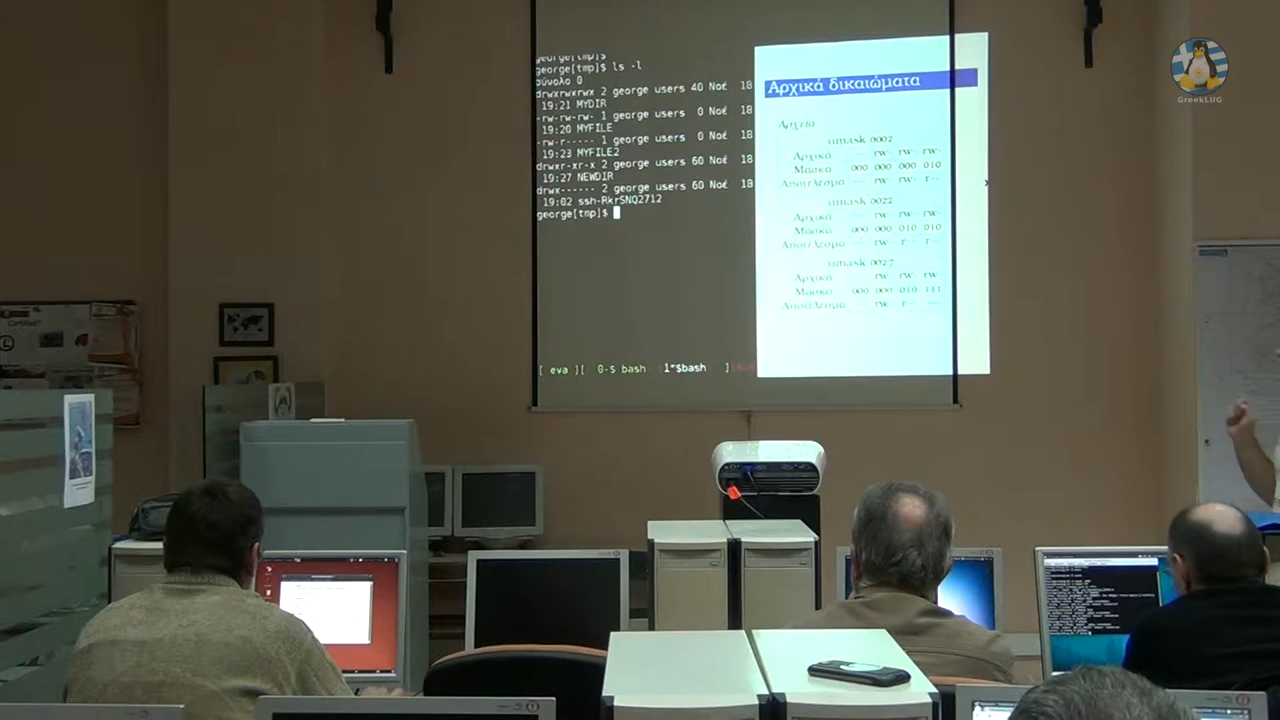 george[tmp]$
george[tmp]$ ls -l
σύνολο 0
drwxrwxrwx 2 george users 40 Νοέ 18
19:21 MYDIR
-rw-rw-rw- 1 george users 0 Νοέ 18
19:20 MYFILE
-rw-r----- 1 george users 0 Νοέ 18
19:23 MYFILE2
drwxr-xr-x 2 george users 60 Νοέ 18
19:27 NEWDIR
drwx------ 2 george users 60 Νοέ 18
19:02 ssh-RkrSNQ2712
george[tmp]$
[ eva ][ 0-$ bash 1*$bash ]
Αρχικά δικαιώματα
Αρχεία
umask 0002
Αρχικά --- rw- rw- rw-
Μάσκα 000 000 000 010
Αποτέλεσμα --- rw- rw- r--
umask 0022
Αρχικά --- rw- rw- rw-
Μάσκα 000 000 010 010
Αποτέλεσμα --- rw- r-- r--
umask 0027
Αρχικά --- rw- rw- rw-
Μάσκα 000 000 010 111
Αποτέλεσμα --- rw- r-- ---
GreekLUG